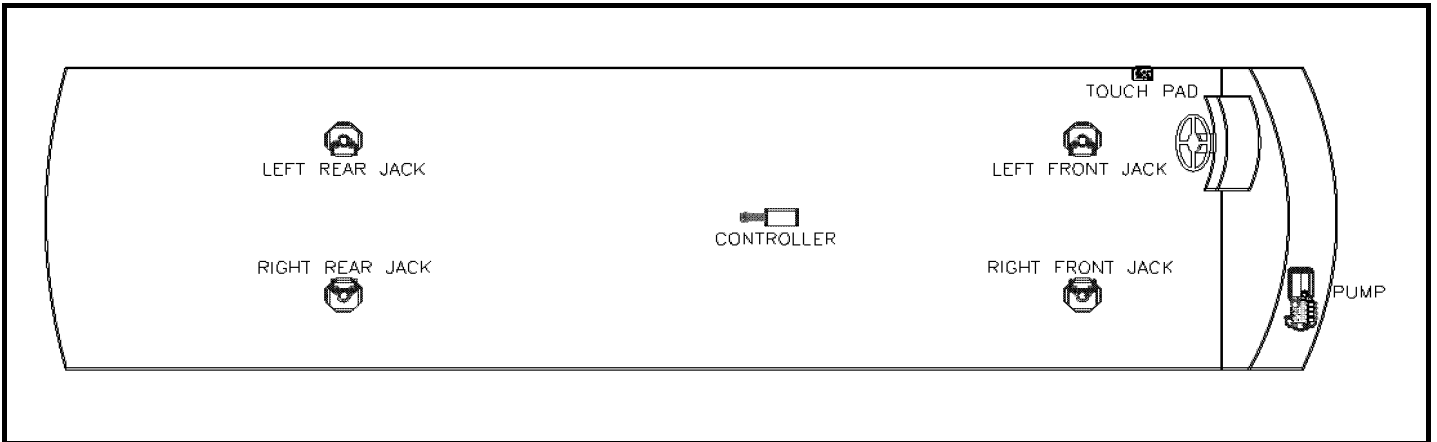 TOUCH PAD
LEFT REAR JACK
LEFT FRONT JACK
CONTROLLER
RIGHT REAR JACK
RIGHT FRONT JACK
PUMP